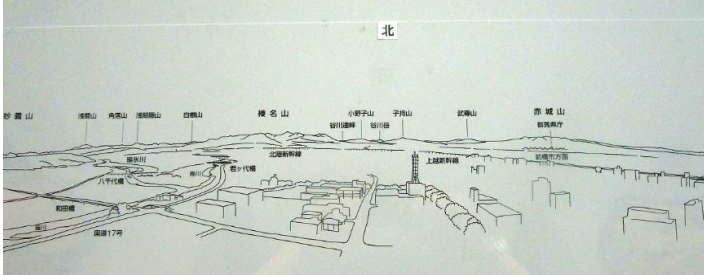 北
妙義山
浅間山
角落山
浅間隠山
白根山
榛名山
小野子山
子持山
武尊山
赤城山
谷川連峰
谷川岳
群馬県庁
北陸新幹線
上越新幹線
前橋市方面
碓氷川
八千代橋
烏川
君ヶ代橋
和田橋
烏川
国道17号